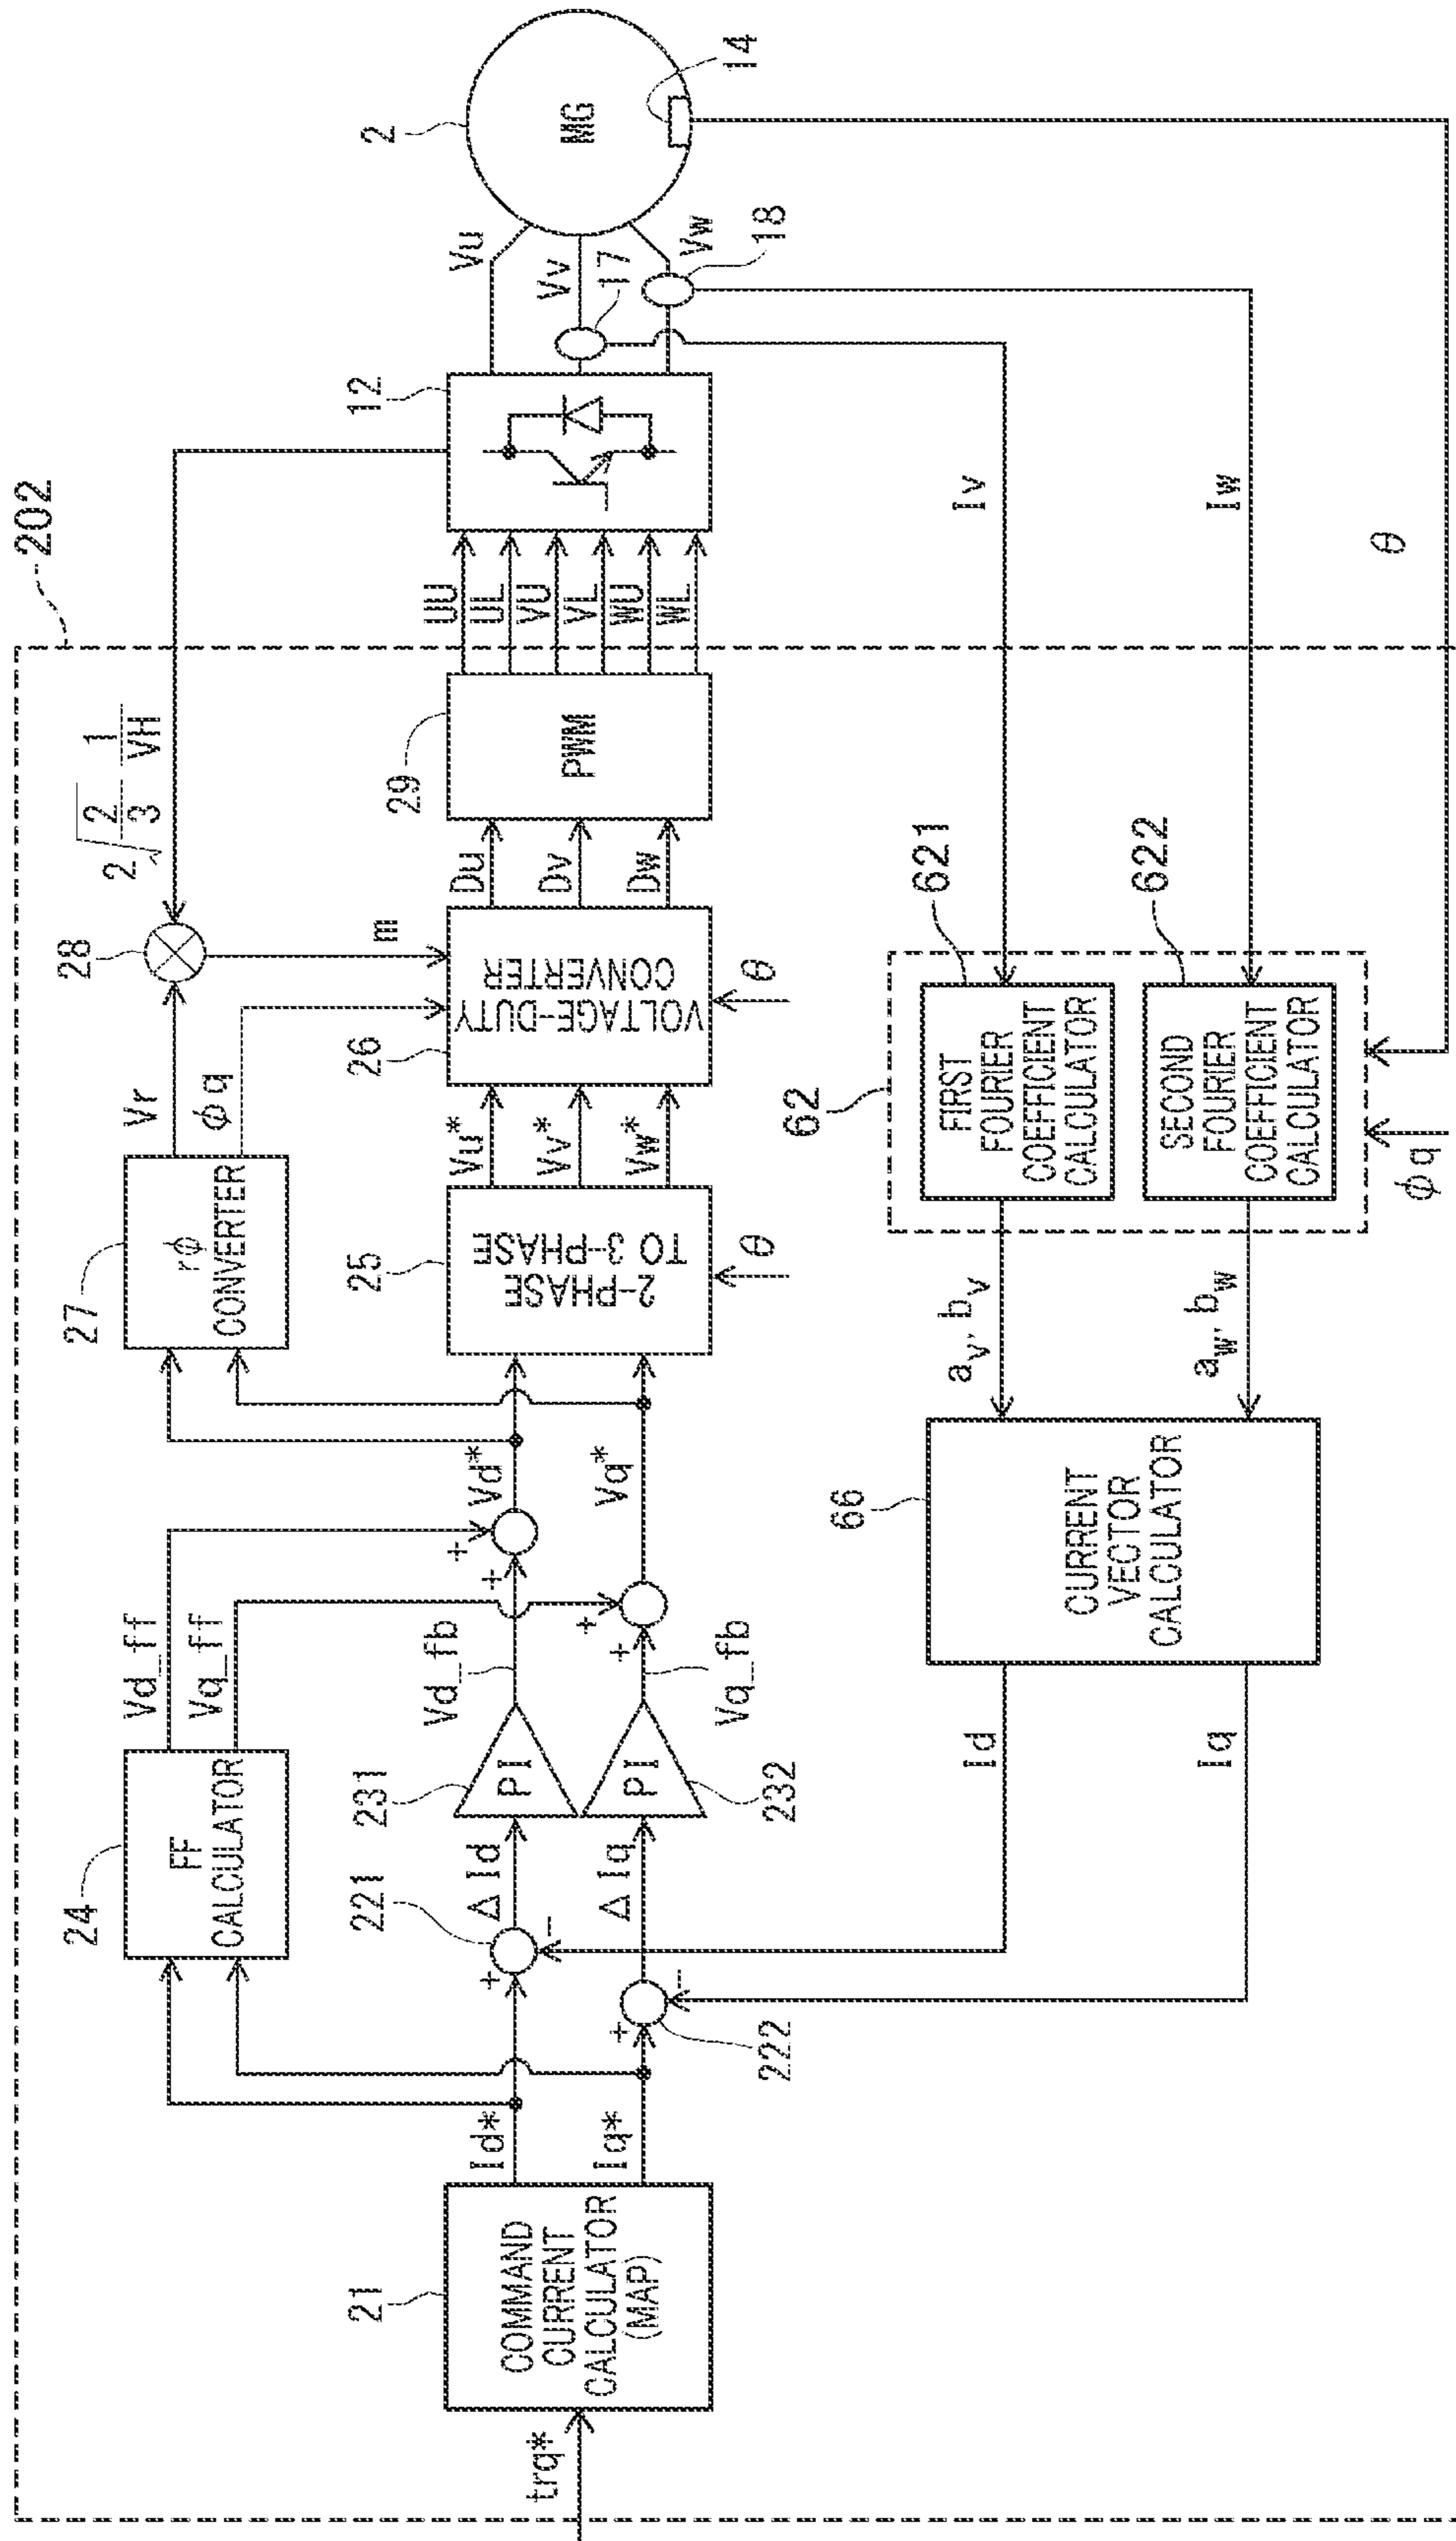 202
trq*
21
COMMAND
CURRENT
CALCULATOR
(MAP)
Id*
Iq*
24
FF
CALCULATOR
Vd_ff
Vq_ff
221
222
+
-
+
-
ΔId
ΔIq
231
PI
232
PI
Vd_fb
Vq_fb
+
+
+
+
Vd*
Vq*
27
rφ
CONVERTER
Vr
φq
28
m
2√ 2/3 1/VH
25
2-PHASE
TO 3-PHASE
θ
Vu*
Vv*
Vw*
26
VOLTAGE-DUTY
CONVERTER
θ
Du
Dv
Dw
29
PWM
UU
UL
VU
VL
WU
WL
12
Vu
Vv
Vw
17
18
2
MG
14
Iv
Iw
θ
62
621
FIRST
FOURIER
COEFFICIENT
CALCULATOR
622
SECOND
FOURIER
COEFFICIENT
CALCULATOR
φq
av, bv
aw, bw
66
CURRENT
VECTOR
CALCULATOR
Id
Iq